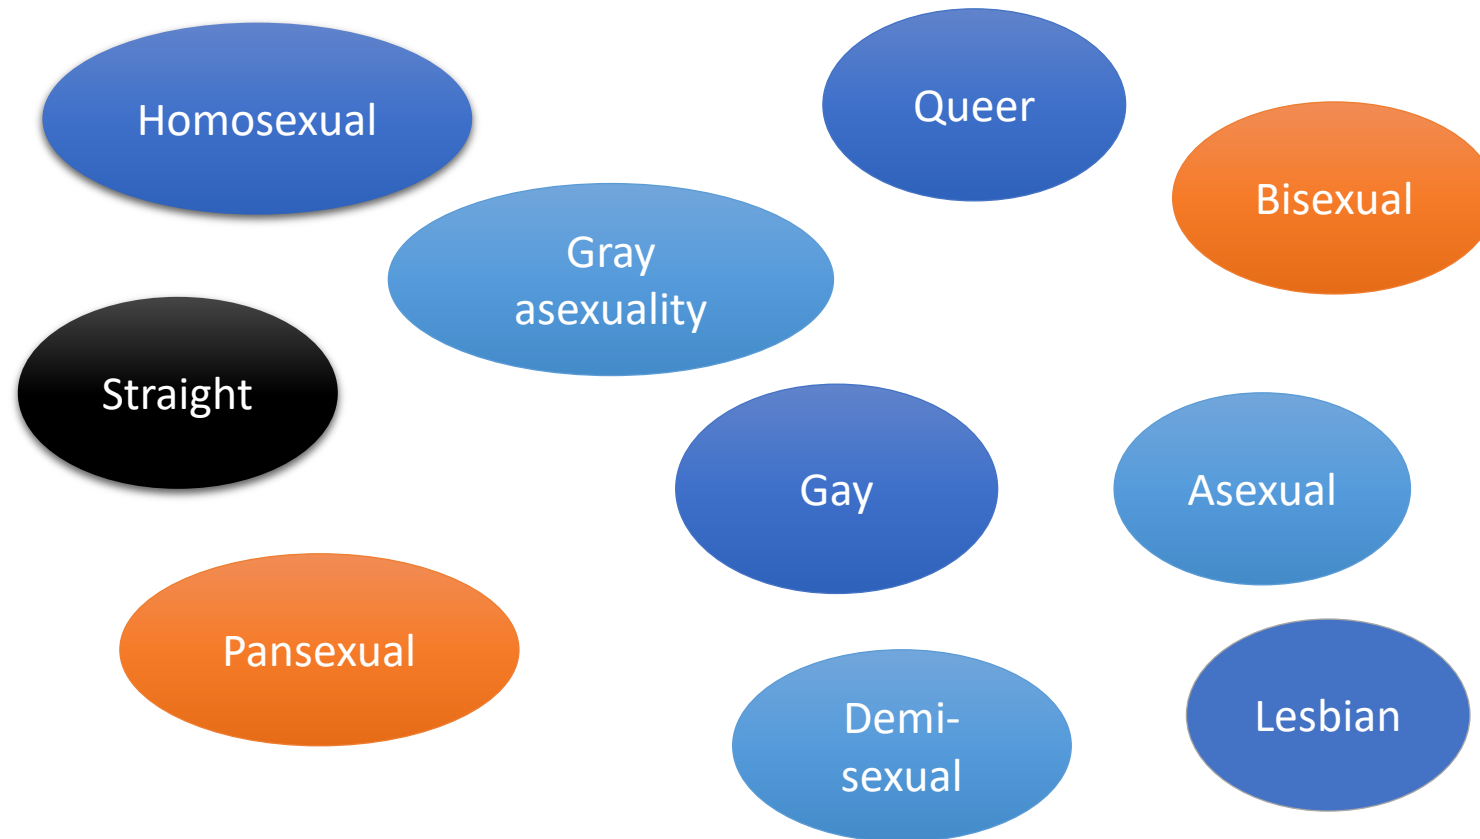 Homosexual
Queer
Bisexual
Gray
asexuality
Straight
Gay
Asexual
Pansexual
Demi-
sexual
Lesbian